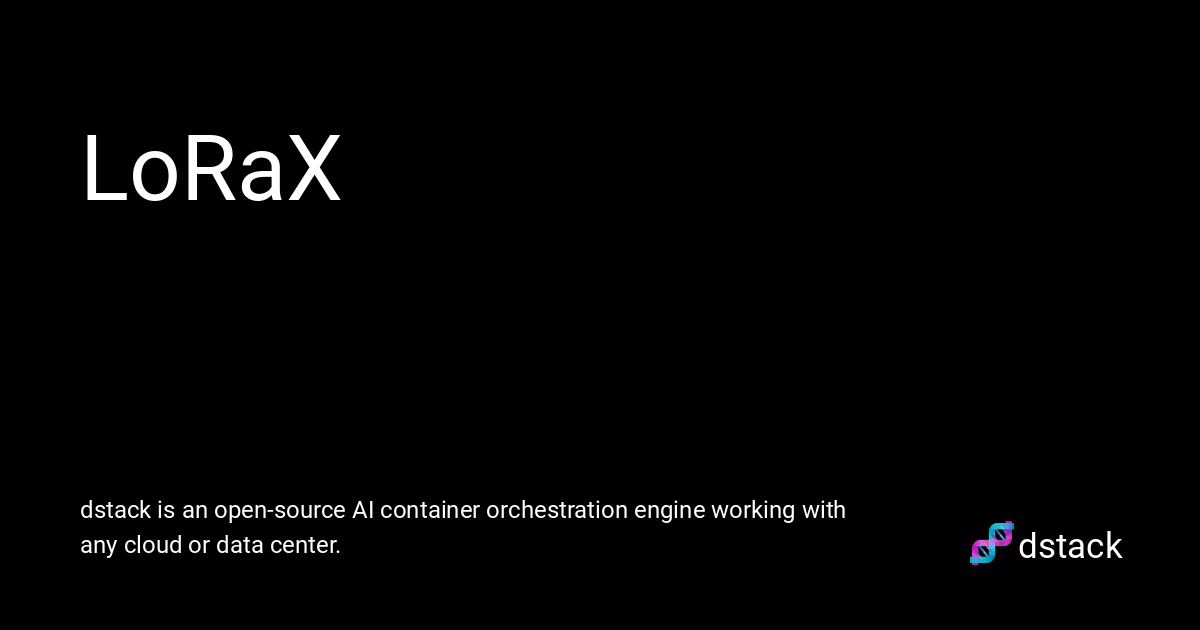 LoRaX
dstack is an open-source AI container orchestration engine working with
any cloud or data center.
dstack